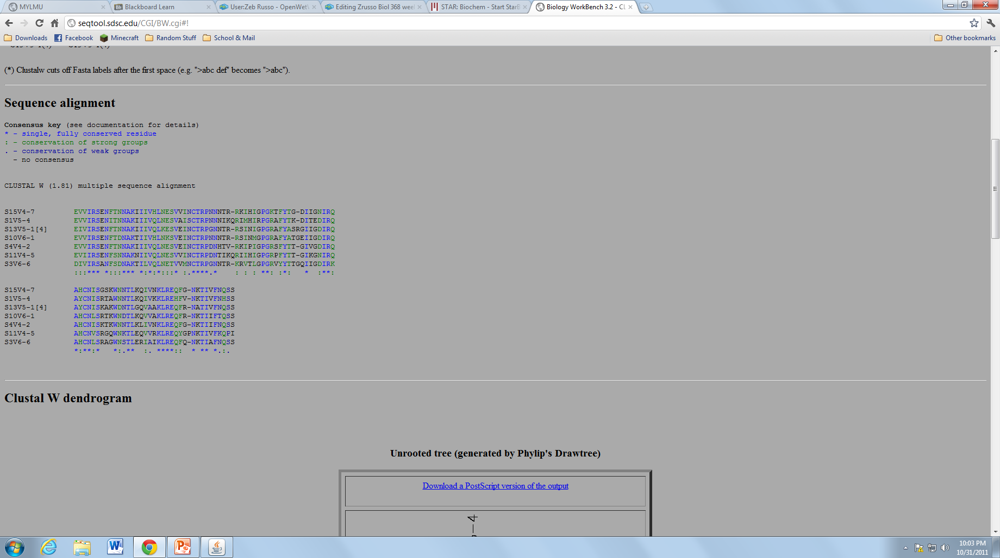 MYLMU
Blackboard Learn
User:Zeb Russo - OpenWetW
Editing Zrusso Biol 368 wee
STAR: Biochem - Start StarB
Biology WorkBench 3.2 - CL
seqtool.sdsc.edu/CGI/BW.cgi#!
Downloads Facebook Minecraft Random Stuff School & Mail Other bookmarks
(*) Clustalw cuts off Fasta labels after the first space (e.g. ">abc def" becomes ">abc").
Sequence alignment
Consensus key (see documentation for details)
* - single, fully conserved residue
: - conservation of strong groups
. - conservation of weak groups
- no consensus
CLUSTAL W (1.81) multiple sequence alignment
S15V4-7 EVVIRSENFTNNAKIIIVHLNESVVINCTRPNNNTR-RKIHIGPGKTFYTG-DIIGNIRQ
S1V5-4 EVVIRSENITNNAKIIIVQLNESVAISCTRPNNNIKQRIMHIRPGRAFYTK-DITEDIRQ
S13V5-1[4] EIVIRSENFTNNAKTIIVQLKESVEINCTRPGNNTR-RSINIGPGRAFYASRGIIGDIRQ
S10V6-1 EVVIRSENFTDNAKTIIVHLNKSVEINCTRPNNNTR-RSINMGPGRAFYATGEIIGDIRQ
S4V4-2 EVVIRSENFTNNAKIIIVQLNESVEINCTRPDNHTV-RKIPIGPGRSFYTT-GIVGDIRQ
S11V4-5 EVIIRSENFSNNAKNIIVQLNESVVINCTRPDNTIKQRIIHIGPGRPFYTT-GIKGNIRQ
S3V6-6 DIVIRSANFSDNAKTILVQLNETVVMNCTRPGNNTR-KRVTLGPGRVYYTTGQIIGDIRK
:::*** *:::*** *:*:*:::* :.****.* : : : **: :*: * :**:
S15V4-7 AHCNISGSKWNNTLKQIVNKLREQFG-NKTIVFNQSS
S1V5-4 AYCNISRTAWNNTLKQIVKKLREHFV-NKTIVFNHSS
S13V5-1[4] AYCNISKAKWDNTLGQVAAKLREQFR-NATIVFNQSS
S10V6-1 AHCNLSRTKWNDTLKQVVAKLREQFR-NKTIIFTQSS
S4V4-2 AHCNISKTKWNNTLKLIVNKLREQFG-NKTIIFNQSS
S11V4-5 AHCNVSRGQWNKTLEQVVRKLREQYGPNKTIVFKQPI
S3V6-6 AHCNLSRAGWNSTLERIAIKLREQFQ-NKTIAFNQSS
*:**:* *:.** :. ****:: * ** *.:.
Clustal W dendrogram
Unrooted tree (generated by Phylip's Drawtree)
Download a PostScript version of the output
4
10:03 PM
10/31/2011